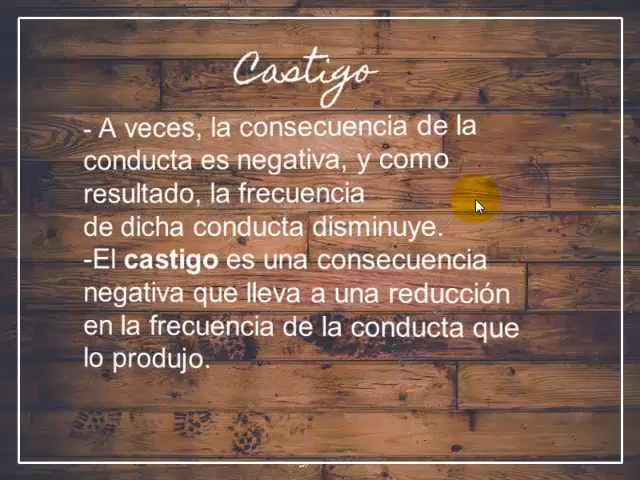 Castigo
- A veces, la consecuencia de la
conducta es negativa, y como
resultado, la frecuencia
de dicha conducta disminuye.
-El castigo es una consecuencia
negativa que lleva a una reducción
en la frecuencia de la conducta que
lo produjo.